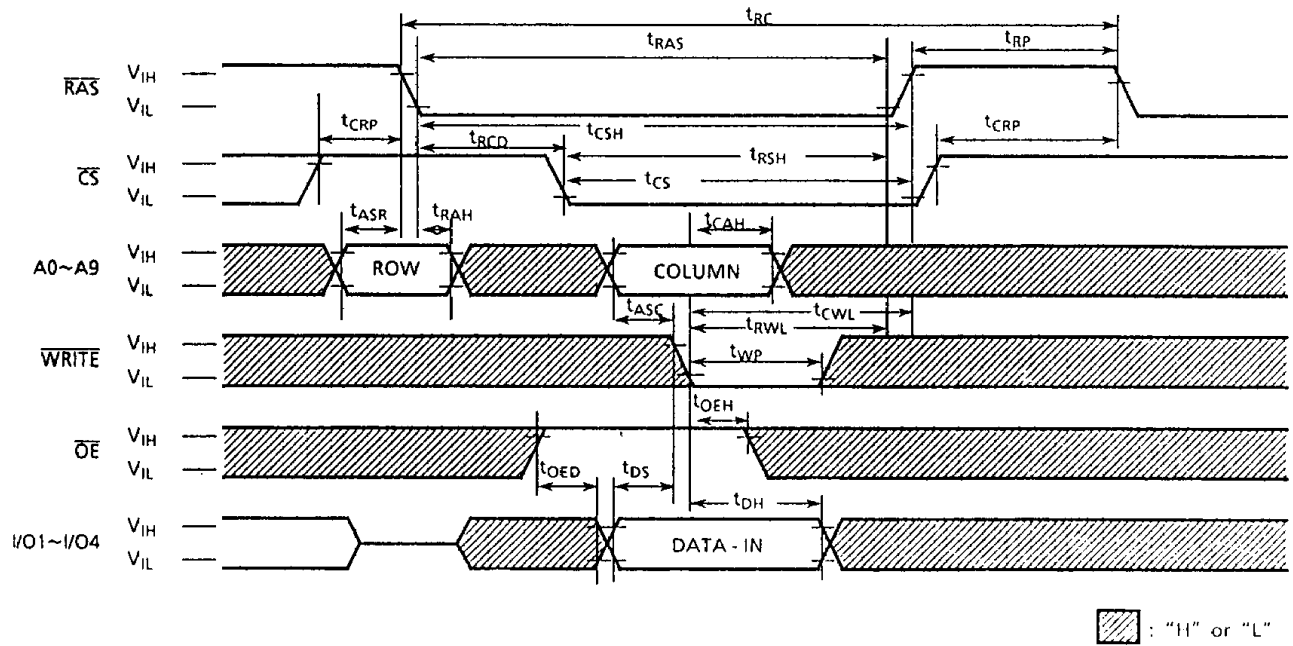 tRC
tRAS
tRP
RAS
VIH
VIL
tCRP
tCSH
tCRP
tRCD
tRSH
CS
VIH
VIL
tCS
tASR
tRAH
tCAH
A0~A9
VIH
VIL
ROW
COLUMN
tASC
tCWL
tRWL
WRITE
VIH
VIL
tWP
tOEH
OE
VIH
VIL
tOED
tDS
tDH
I/O1~I/O4
VIH
VIL
DATA - IN
: "H" or "L"